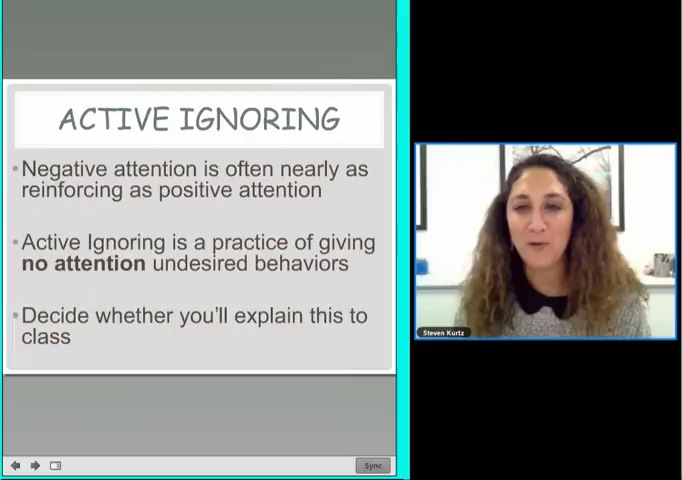 ACTIVE IGNORING
•Negative attention is often nearly as
reinforcing as positive attention
•Active Ignoring is a practice of giving
no attention undesired behaviors
•Decide whether you'll explain this to
class
Steven Kurtz
Sync